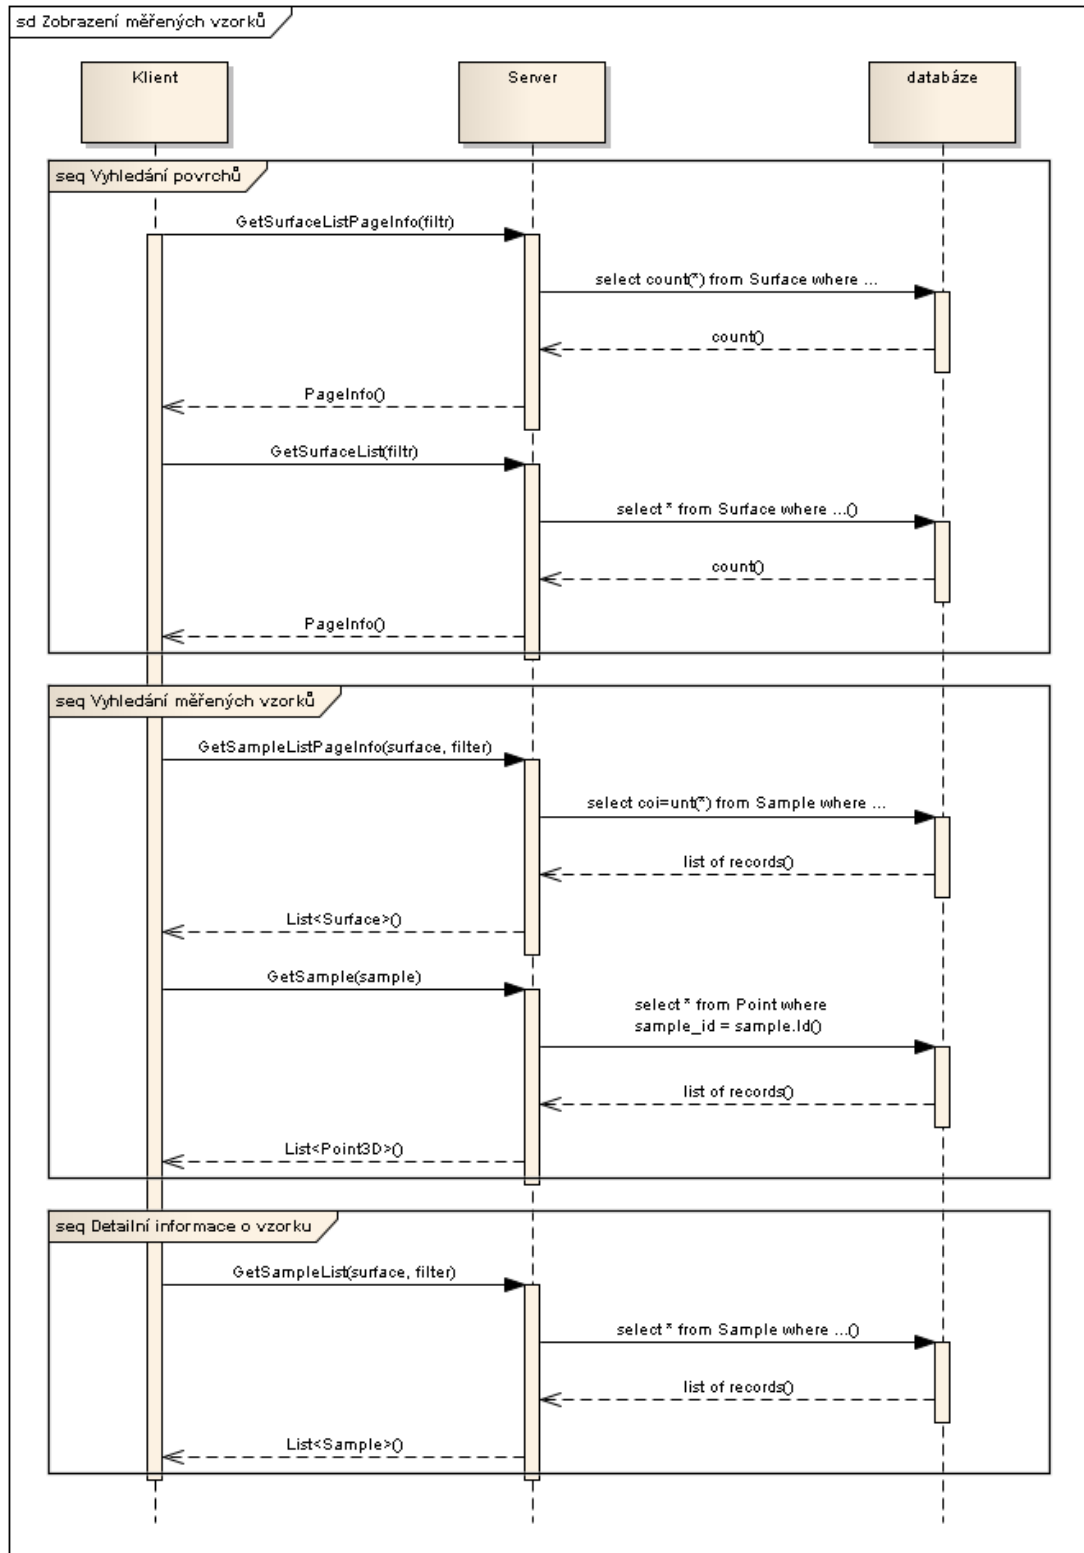 sd Zobrazení měřených vzorků
Klient
Server
databáze
seq Vyhledání povrchů
GetSurfaceListPageInfo(filtr)
select count(*) from Surface where ...
count()
PageInfo()
GetSurfaceList(filtr)
select * from Surface where ...()
count()
PageInfo()
seq Vyhledání měřených vzorků
GetSampleListPageInfo(surface, filter)
select coi=unt(*) from Sample where ...
list of records()
List<Surface>()
GetSample(sample)
select * from Point where
sample_id = sample.Id()
list of records()
List<Point3D>()
seq Detailní informace o vzorku
GetSampleList(surface, filter)
select * from Sample where ...()
list of records()
List<Sample>()